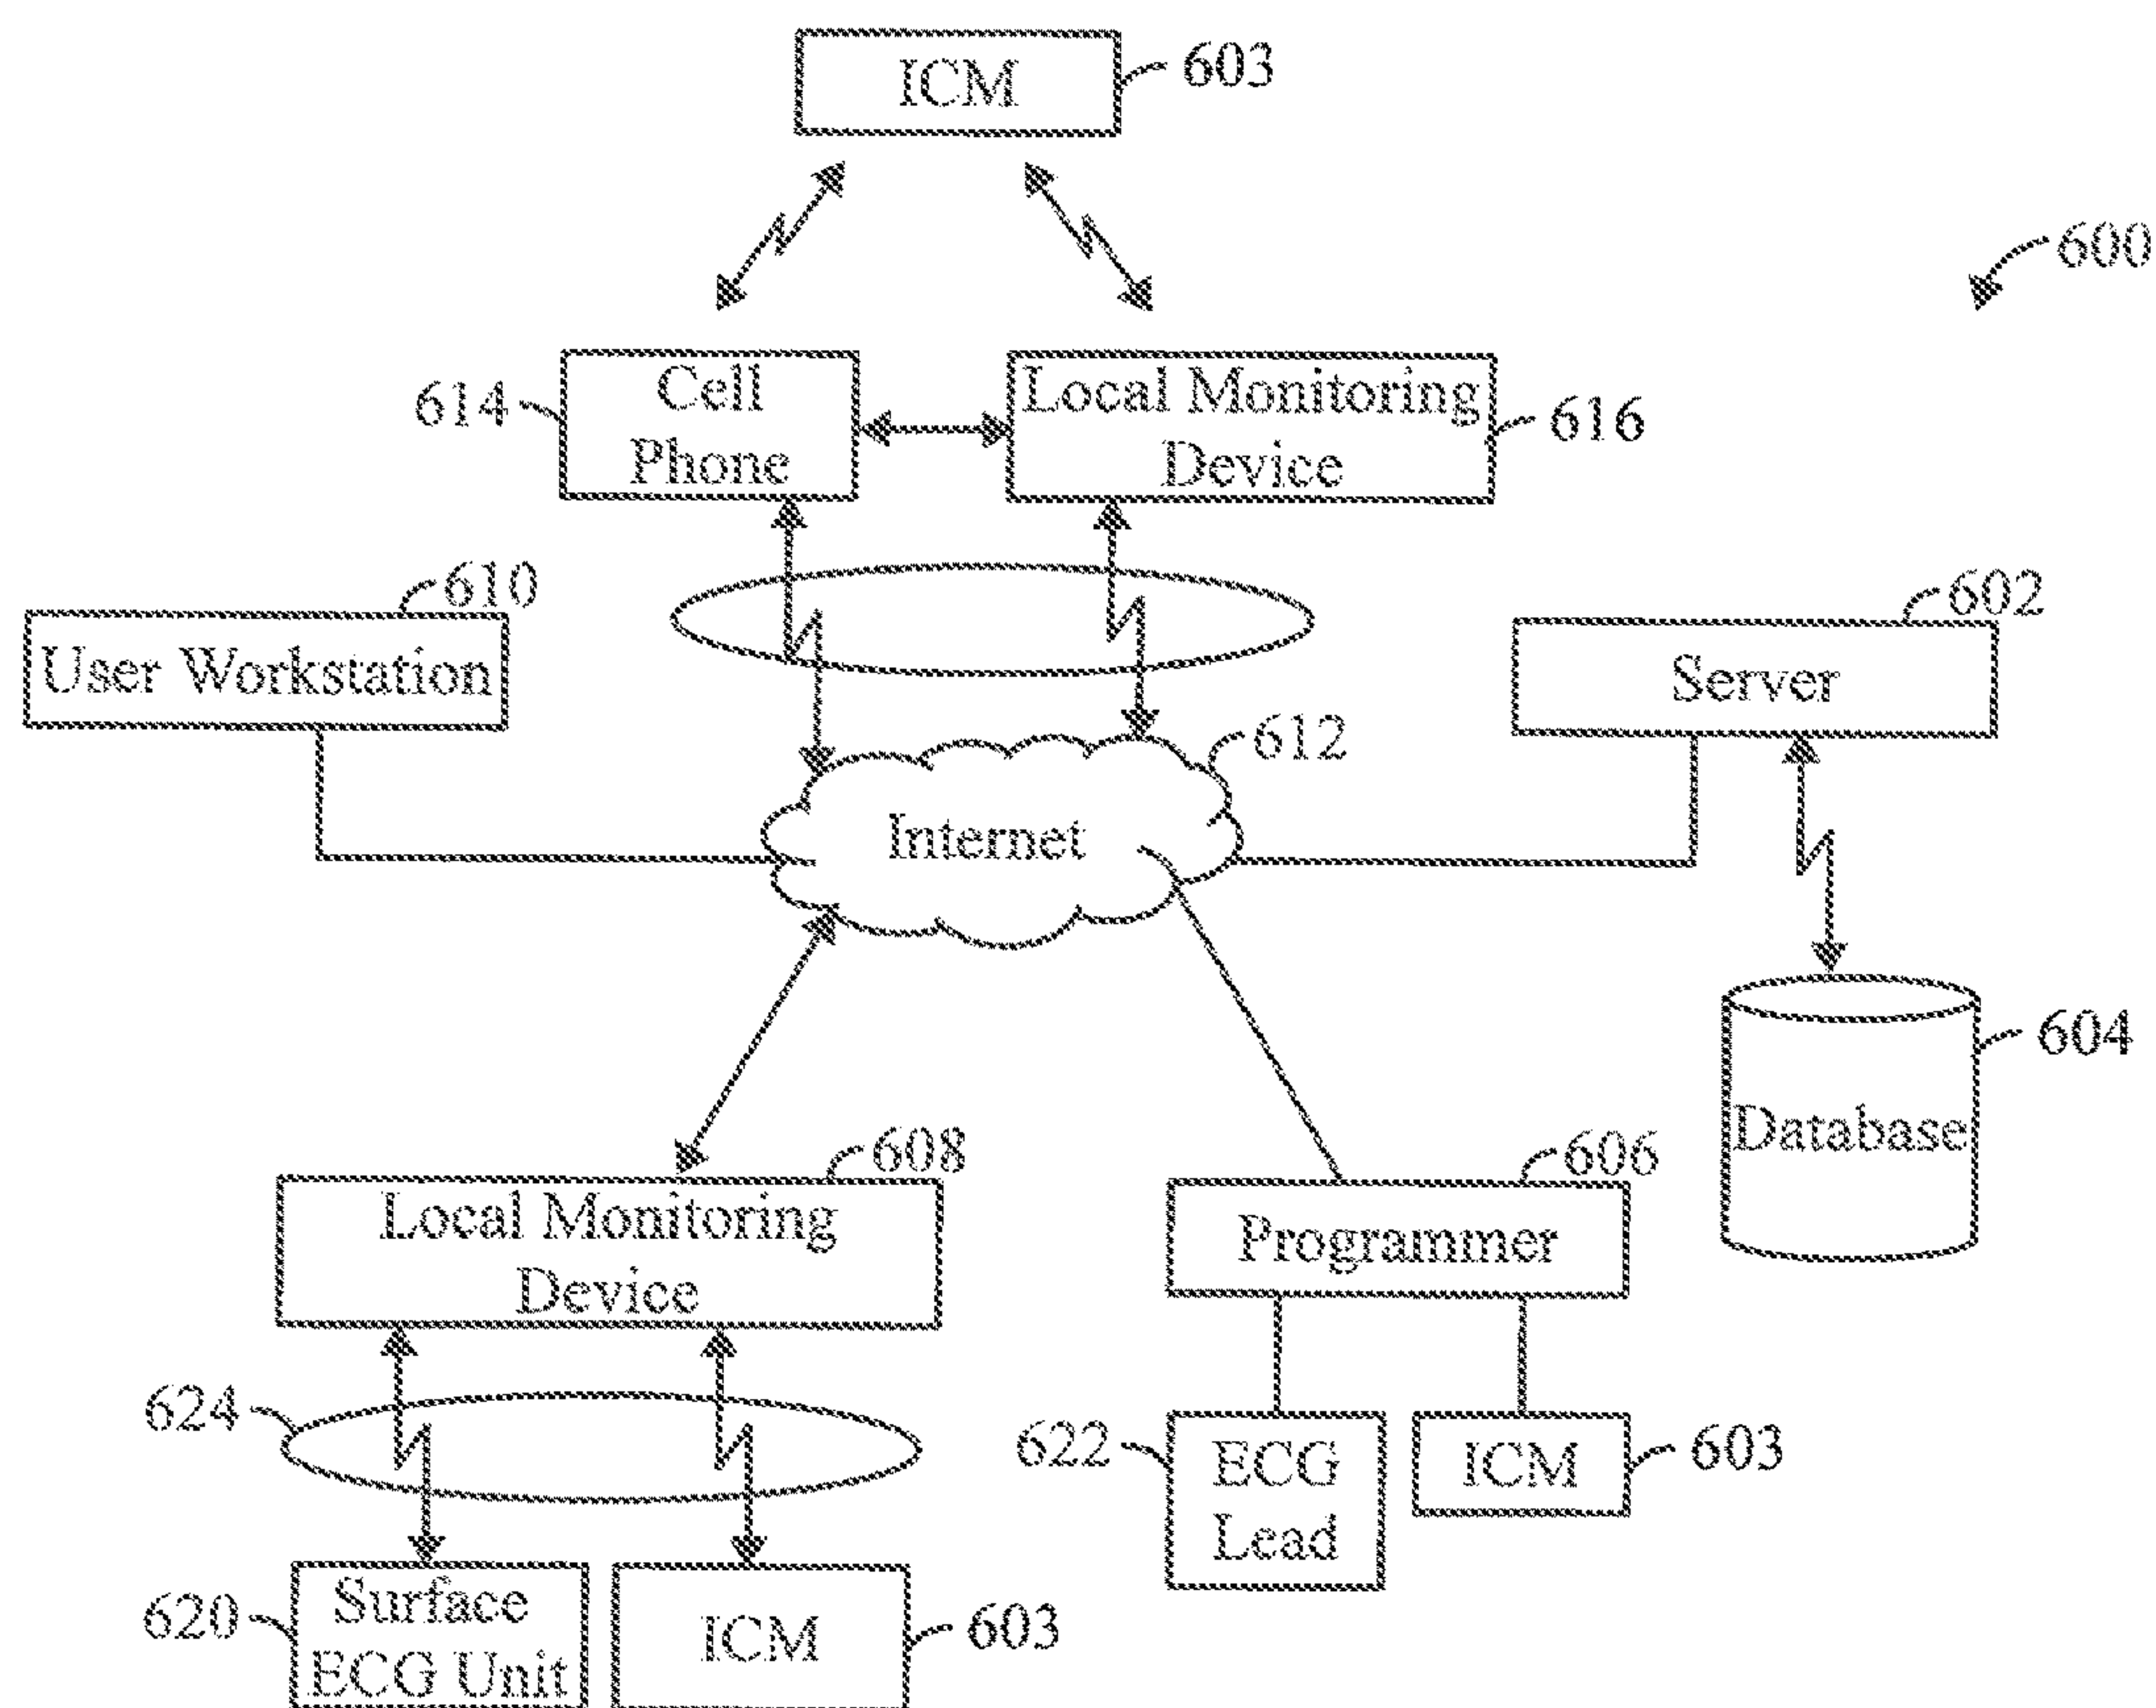 ICM
603
600
Cell
Phone
614
Local Monitoring
Device
616
610
User Workstation
602
Server
612
Internet
604
Database
608
Local Monitoring
Device
606
Programmer
624
622
ECG
Lead
ICM
603
620
Surface
ECG Unit
ICM
603